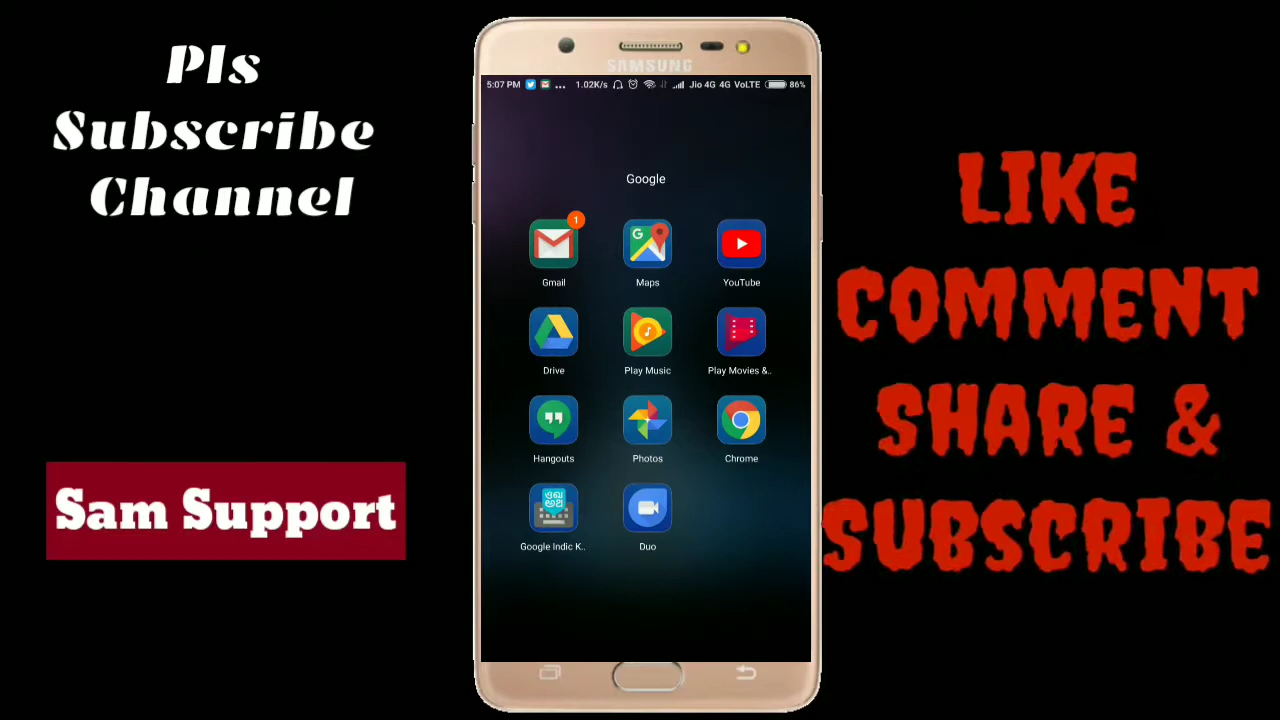 Pls
Subscribe
Channel
Sam Support
SAMSUNG
5:07 PM ... 1.02K/s Jio 4G 4G VoLTE 86%
Google
1
Gmail
Maps
YouTube
Drive
Play Music
Play Movies &..
Hangouts
Photos
Chrome
Google Indic K..
Duo
LIKE
COMMENT
SHARE &
SUBSCRIBE